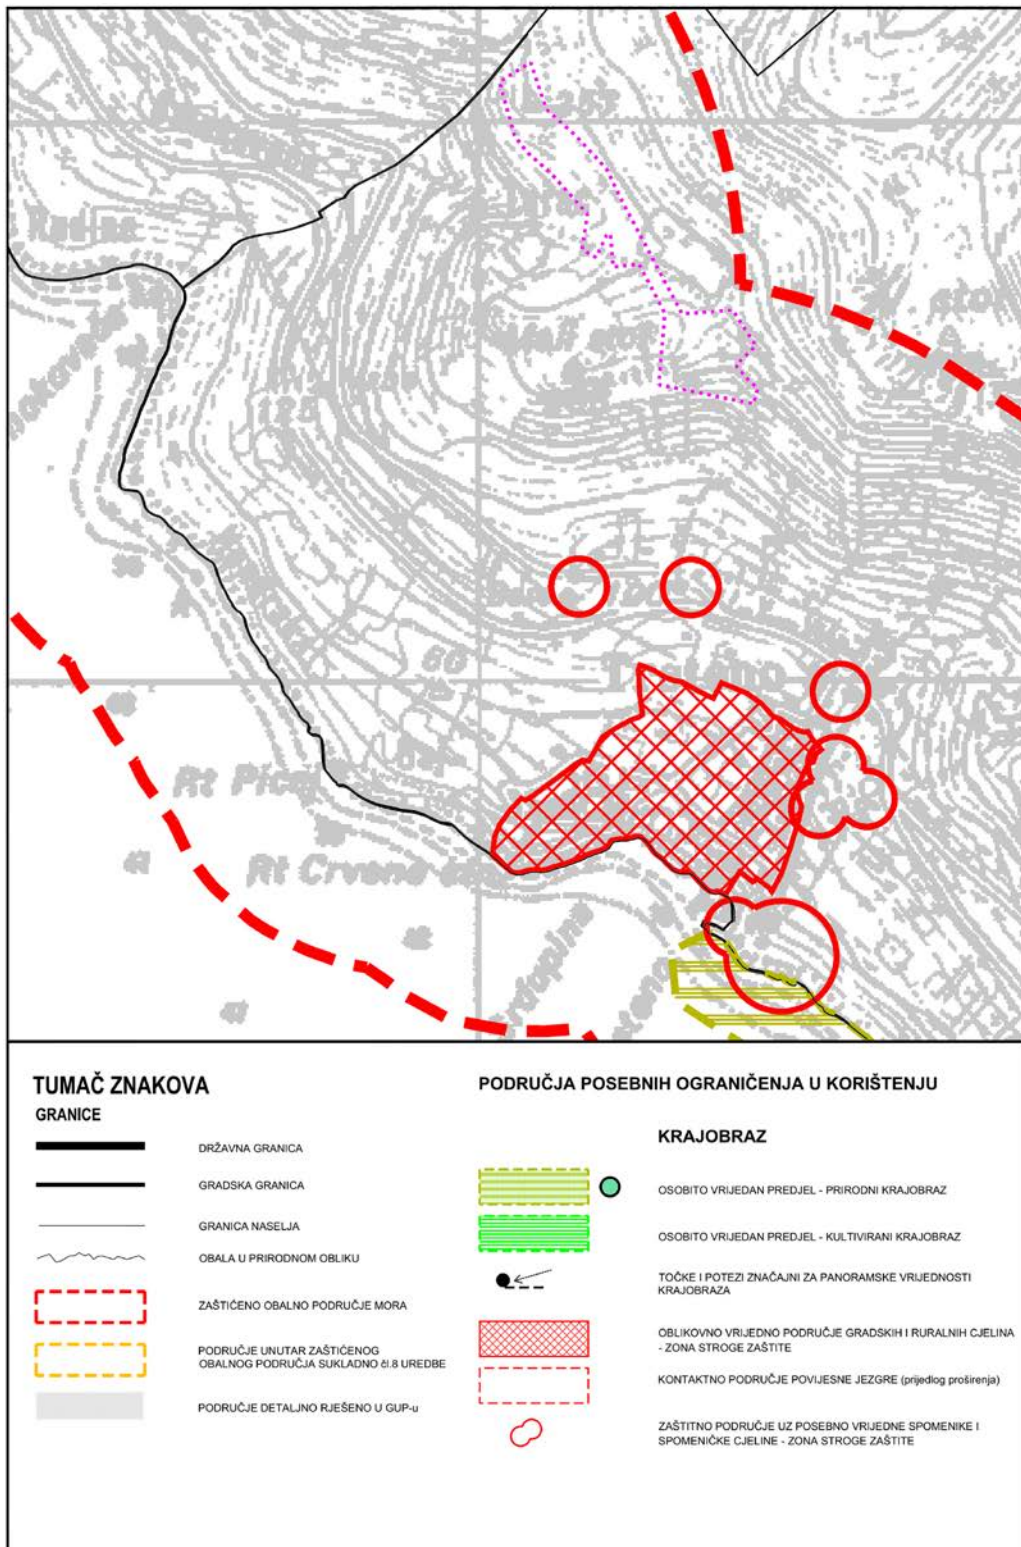 60
Rt Crvena
44
TUMAČ ZNAKOVA
GRANICE
DRŽAVNA GRANICA
GRADSKA GRANICA
GRANICA NASELJA
OBALA U PRIRODNOM OBLIKU
ZAŠTIĆENO OBALNO PODRUČJE MORA
PODRUČJE UNUTAR ZAŠTIĆENOG
OBALNOG PODRUČJA SUKLADNO čl.8 UREDBE
PODRUČJE DETALJNO RJEŠENO U GUP-u
PODRUČJA POSEBNIH OGRANIČENJA U KORIŠTENJU
KRAJOBRAZ
OSOBITO VRIJEDAN PREDJEL - PRIRODNI KRAJOBRAZ
OSOBITO VRIJEDAN PREDJEL - KULTIVIRANI KRAJOBRAZ
TOČKE I POTEZI ZNAČAJNI ZA PANORAMSKE VRIJEDNOSTI
KRAJOBRAZA
OBLIKOVNO VRIJEDNO PODRUČJE GRADSKIH I RURALNIH CJELINA
- ZONA STROGE ZAŠTITE
KONTAKTNO PODRUČJE POVIJESNE JEZGRE (prijedlog proširenja)
ZAŠTITNO PODRUČJE UZ POSEBNO VRIJEDNE SPOMENIKE I
SPOMENIČKE CJELINE - ZONA STROGE ZAŠTITE